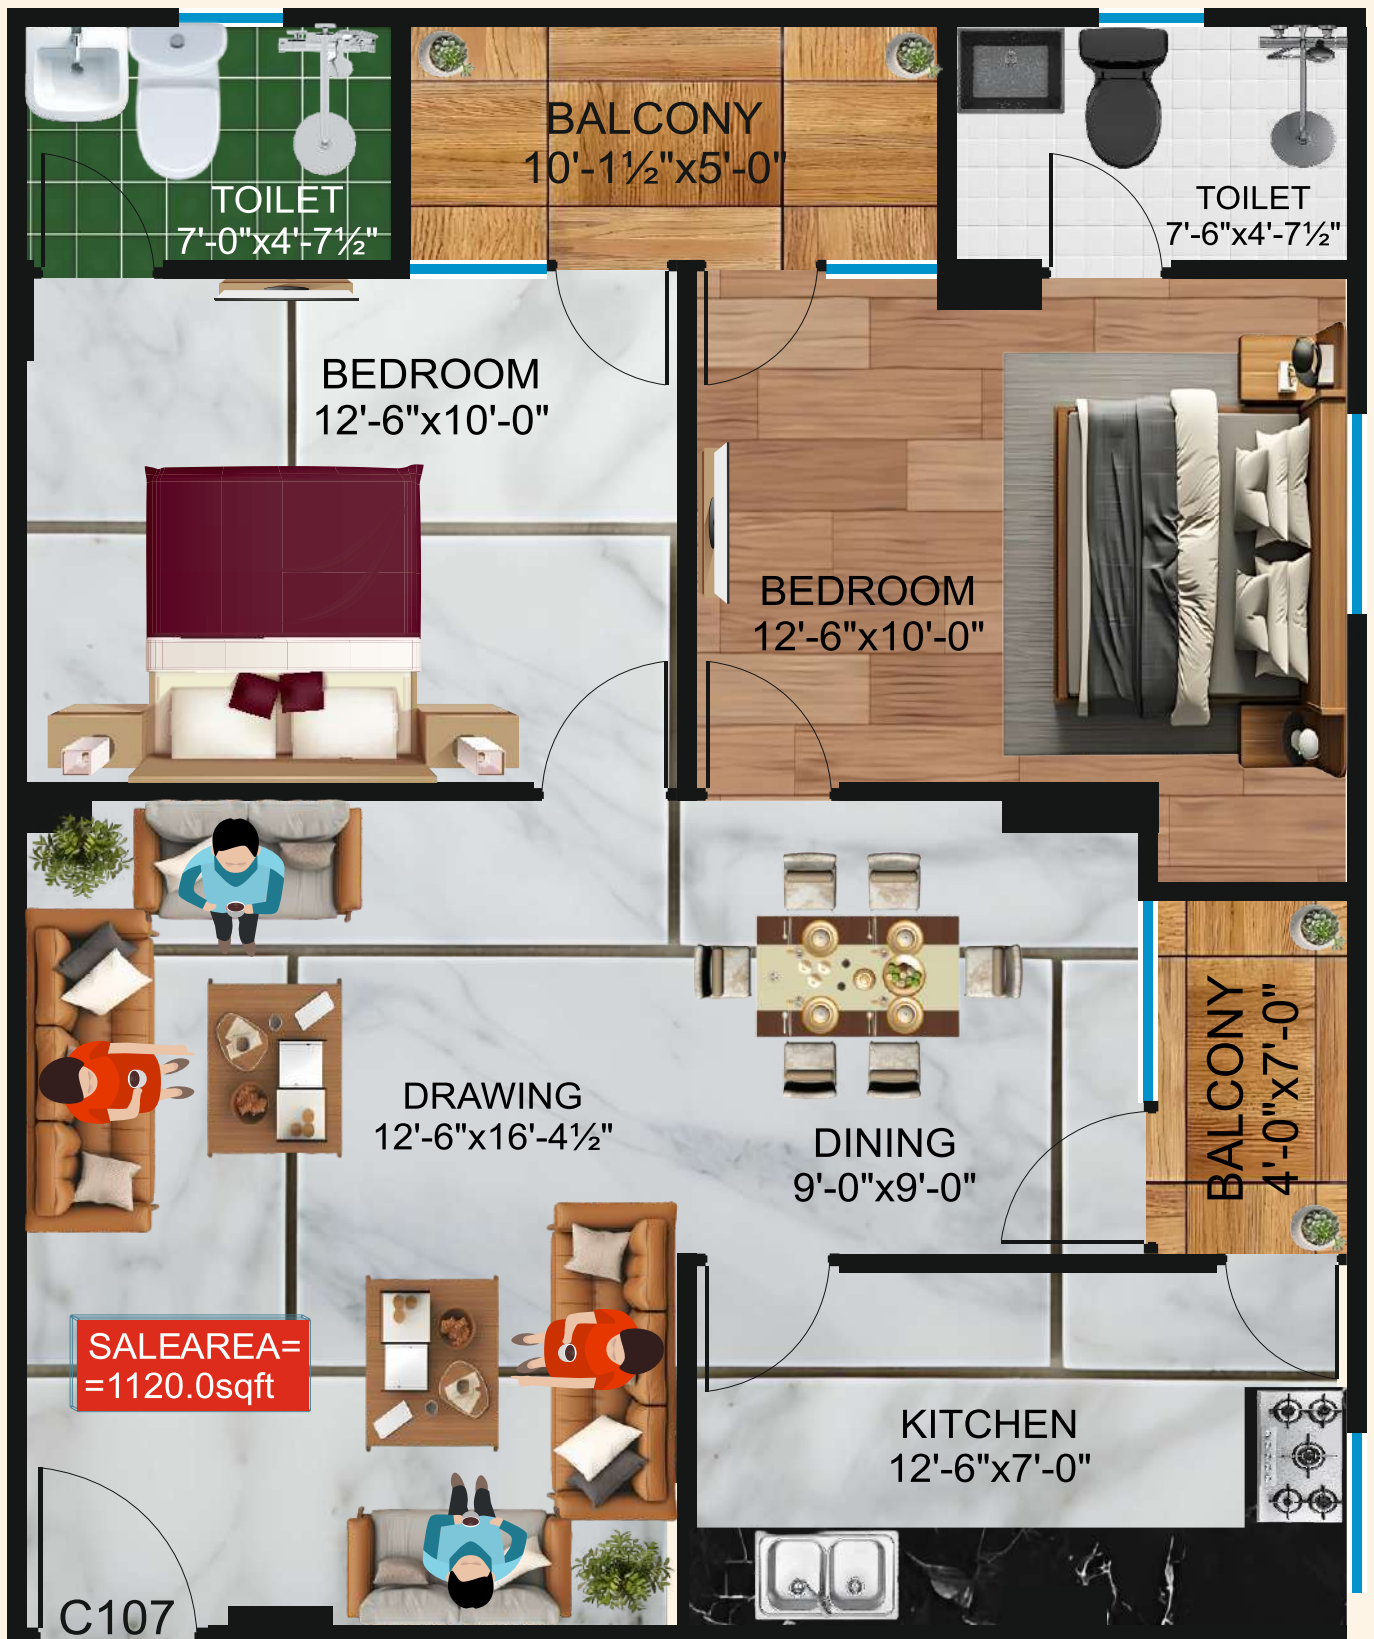 BALCONY
10'-1½"x5'-0"
TOILET
7'-0"x4'-7½"
TOILET
7'-6"x4'-7½"
BEDROOM
12'-6"x10'-0"
BEDROOM
12'-6"x10'-0"
BALCONY
4'-0"x7'-0"
DRAWING
12'-6"x16'-4½"
DINING
9'-0"x9'-0"
SALEAREA=
=1120.0sqft
KITCHEN
12'-6"x7'-0"
C107